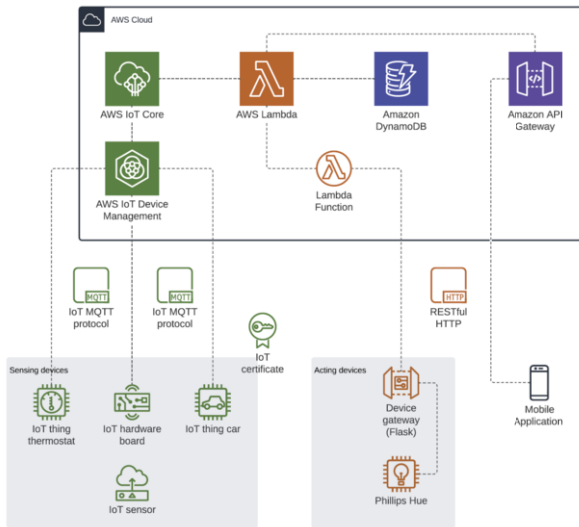 AWS Cloud
AWS IoT Core
AWS Lambda
Amazon
DynamoDB
Amazon API
Gateway
AWS IoT Device
Management
Lambda
Function
MQTT
IoT MQTT
protocol
MQTT
IoT MQTT
protocol
HTTP
RESTful
HTTP
IoT
certificate
Sensing devices
IoT thing
thermostat
IoT hardware
board
IoT thing car
IoT sensor
Acting devices
Device
gateway
(Flask)
Phillips Hue
Mobile
Application